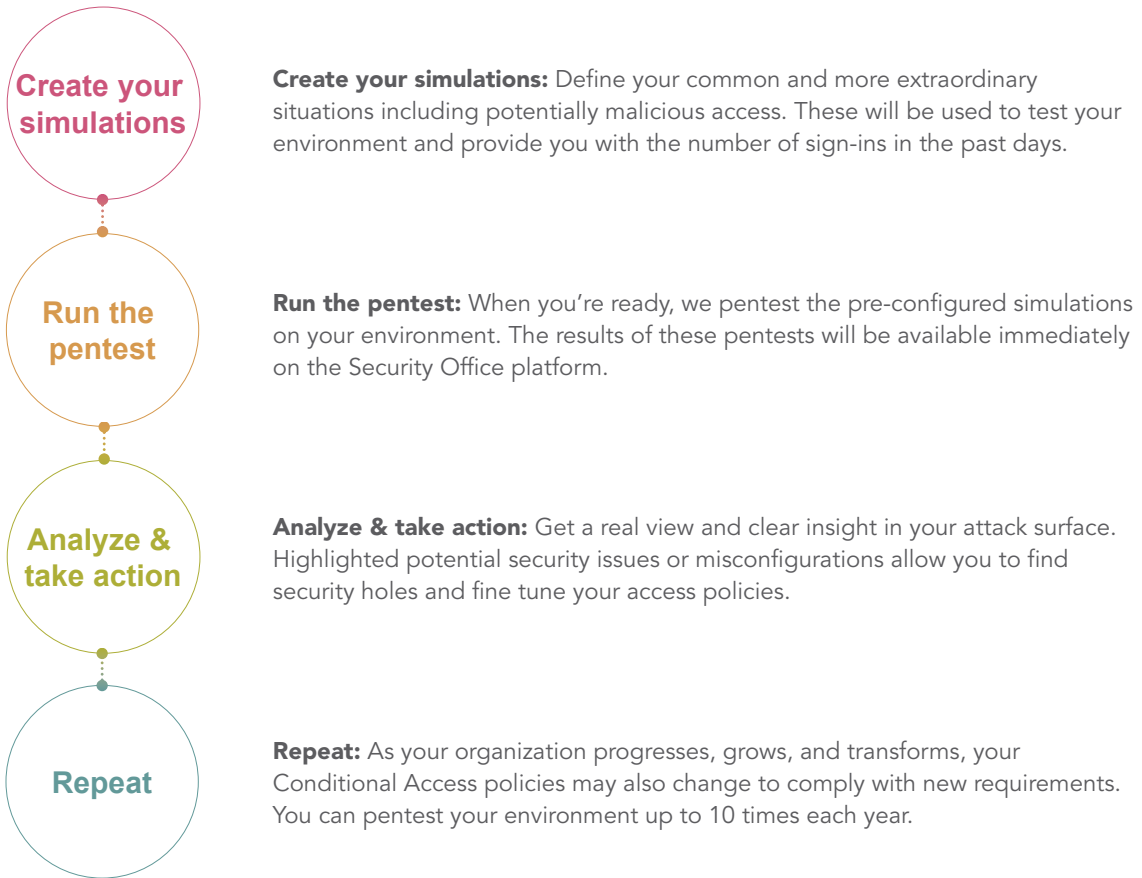 Create your
simulations
Create your simulations: Define your common and more extraordinary
situations including potentially malicious access. These will be used to test your
environment and provide you with the number of sign-ins in the past days.
Run the
pentest
Run the pentest: When you’re ready, we pentest the pre-configured simulations
on your environment. The results of these pentests will be available immediately
on the Security Office platform.
Analyze &
take action
Analyze & take action: Get a real view and clear insight in your attack surface.
Highlighted potential security issues or misconfigurations allow you to find
security holes and fine tune your access policies.
Repeat
Repeat: As your organization progresses, grows, and transforms, your
Conditional Access policies may also change to comply with new requirements.
You can pentest your environment up to 10 times each year.